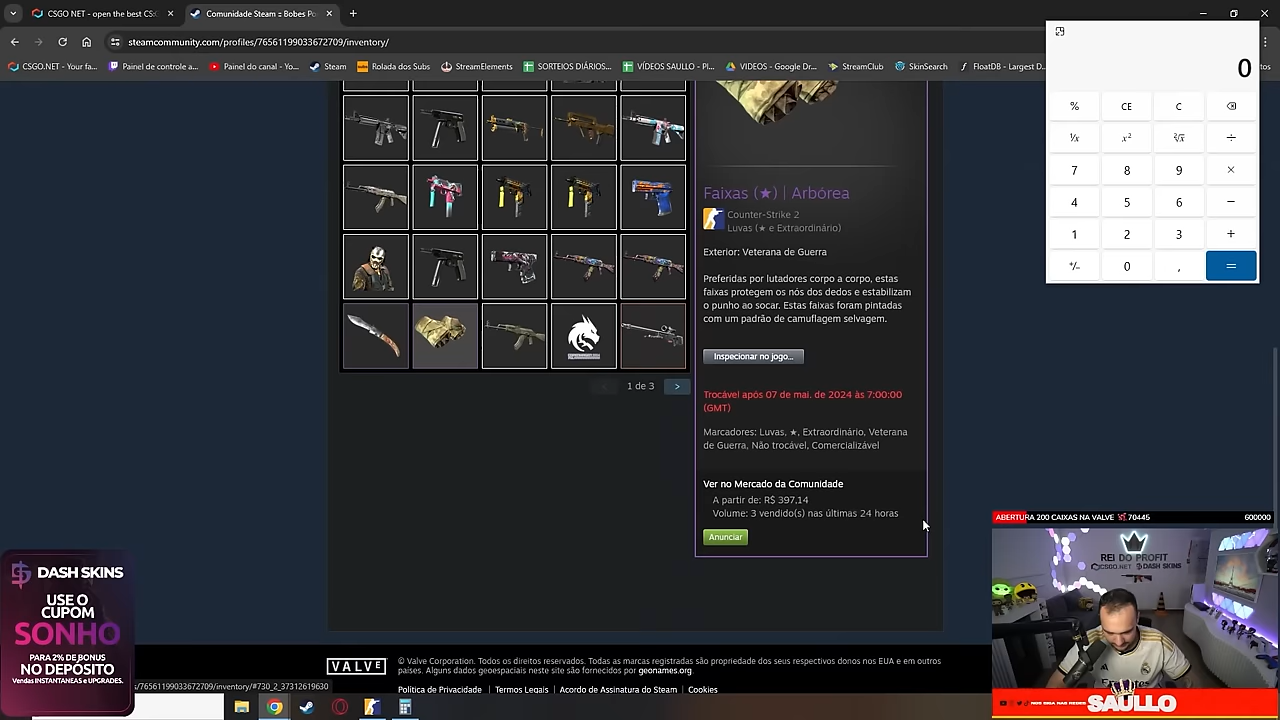 CSGO.NET - open the best CS:
Comunidade Steam :: Bobes Po
steamcommunity.com/profiles/76561199033672709/inventory/
CSGO.NET - Your fa...
Painel de controle a...
Painel do canal - Yo...
Steam
Rolada dos Subs
StreamElements
SORTEIOS DIÁRIOS...
VÍDEOS SAULLO - Pl...
VIDEOS - Google Dr...
StreamClub
SkinSearch
FloatDB - Largest D...
0
%
CE
C
7
8
9
×
4
5
6
−
1
2
3
+
+/−
0
,
=
Faixas (★) | Arbórea
Counter-Strike 2
Luvas (★ e Extraordinário)
Exterior: Veterana de Guerra
Preferidas por lutadores corpo a corpo, estas
faixas protegem os nós dos dedos e estabilizam
o punho ao socar. Estas faixas foram pintadas
com um padrão de camuflagem selvagem.
Inspecionar no jogo...
< 1 de 3 >
Trocável após 07 de mai. de 2024 às 7:00:00
(GMT)
Marcadores: Luvas, ★, Extraordinário, Veterana
de Guerra, Não trocável, Comercializável
Ver no Mercado da Comunidade
A partir de: R$ 397,14
Volume: 3 vendido(s) nas últimas 24 horas
Anunciar
ABERTURA 200 CAIXAS NA VALVE 70445 600000
REI DO PROFIT
CSGO.NET DASH SKINS
DASH SKINS
USE O
CUPOM
SONHO
PARA 2% DE BONUS
NO DEPÓSITO
Vendas INSTANTANEAS e UPGRADES.
VALVE
© Valve Corporation. Todos os direitos reservados. Todas as marcas registradas são propriedade dos seus respectivos donos nos EUA e em outros
países. Alguns dados geoespaciais neste site são fornecidos por geonames.org.
s/76561199033672709/inventory/#730_2_37312619630
Política de Privacidade | Termos Legais | Acordo de Assinatura do Steam | Cookies
NOS SIGA NAS REDES
SAULLO